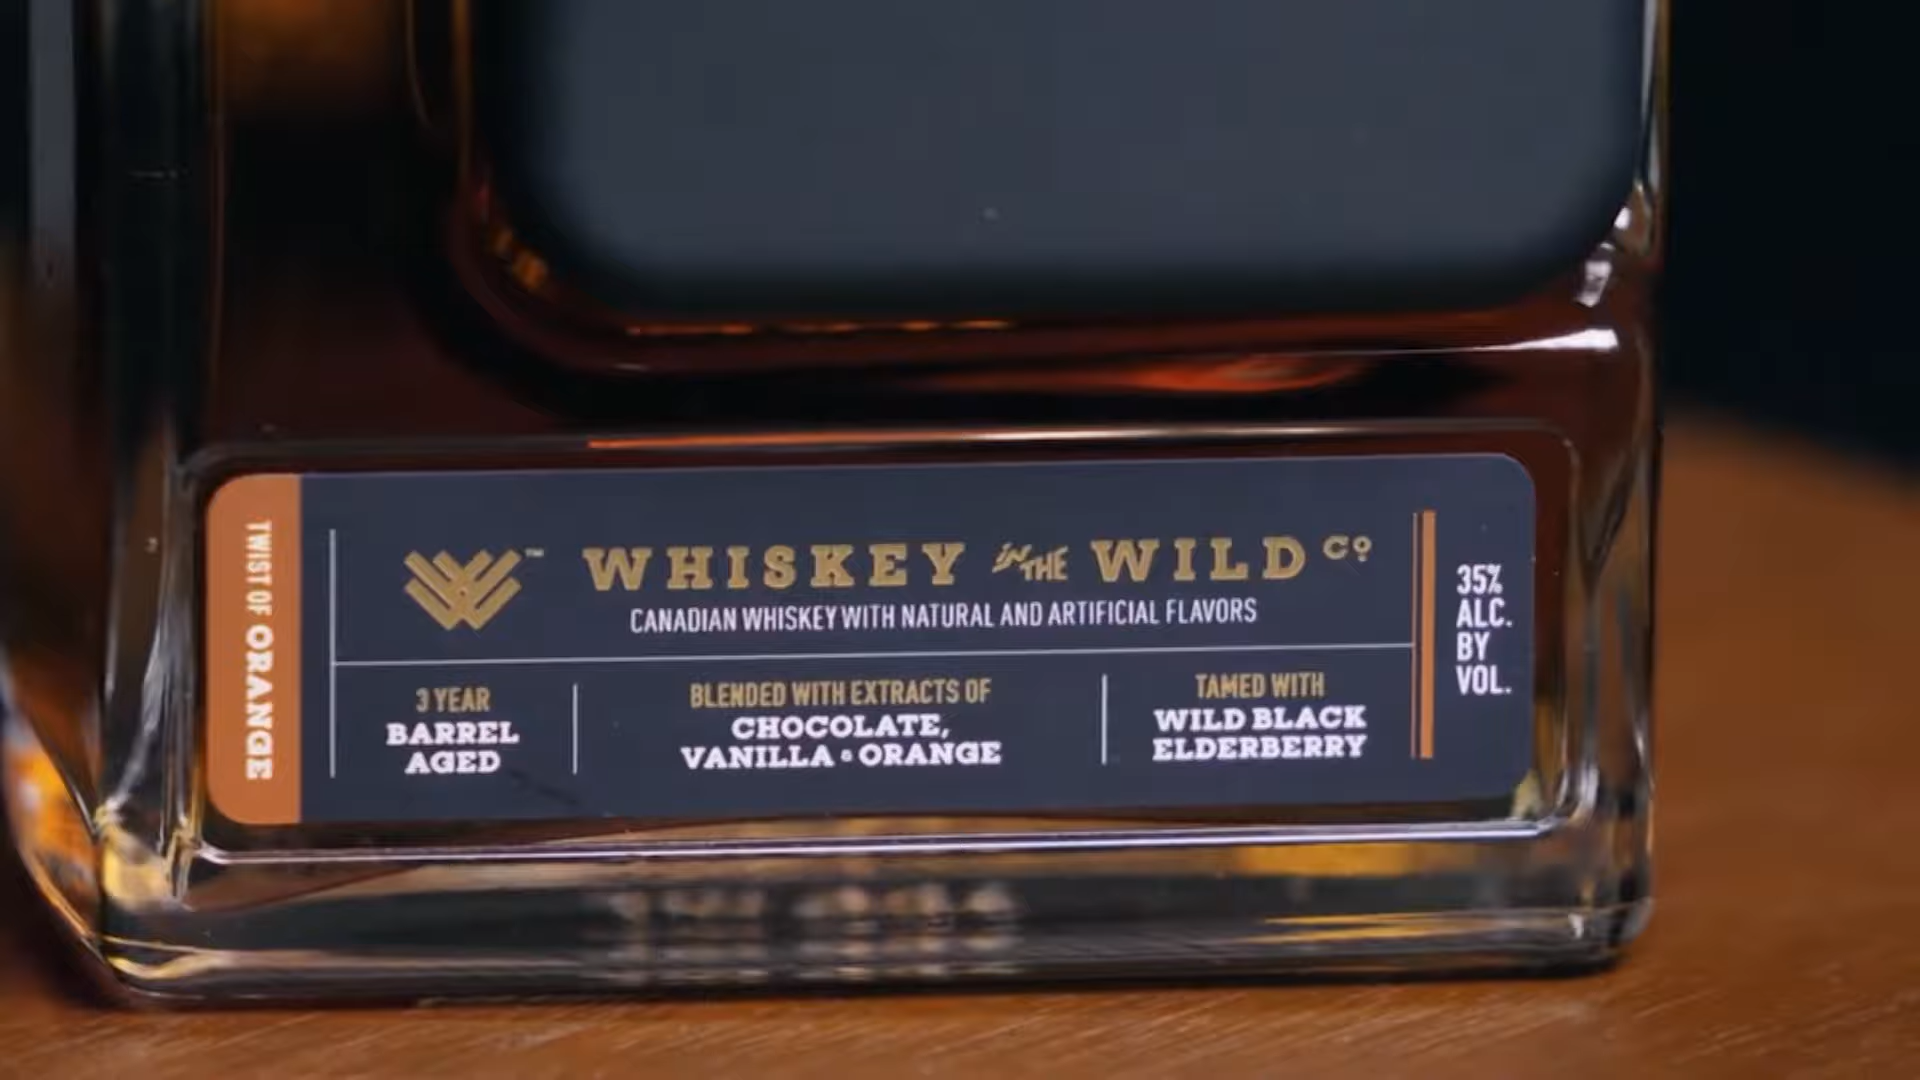 TWIST OF ORANGE
W™
WHISKEY IN THE WILD Cº
CANADIAN WHISKEY WITH NATURAL AND ARTIFICIAL FLAVORS
3 YEAR
BARREL
AGED
BLENDED WITH EXTRACTS OF
CHOCOLATE,
VANILLA & ORANGE
TAMED WITH
WILD BLACK
ELDERBERRY
35%
ALC.
BY
VOL.